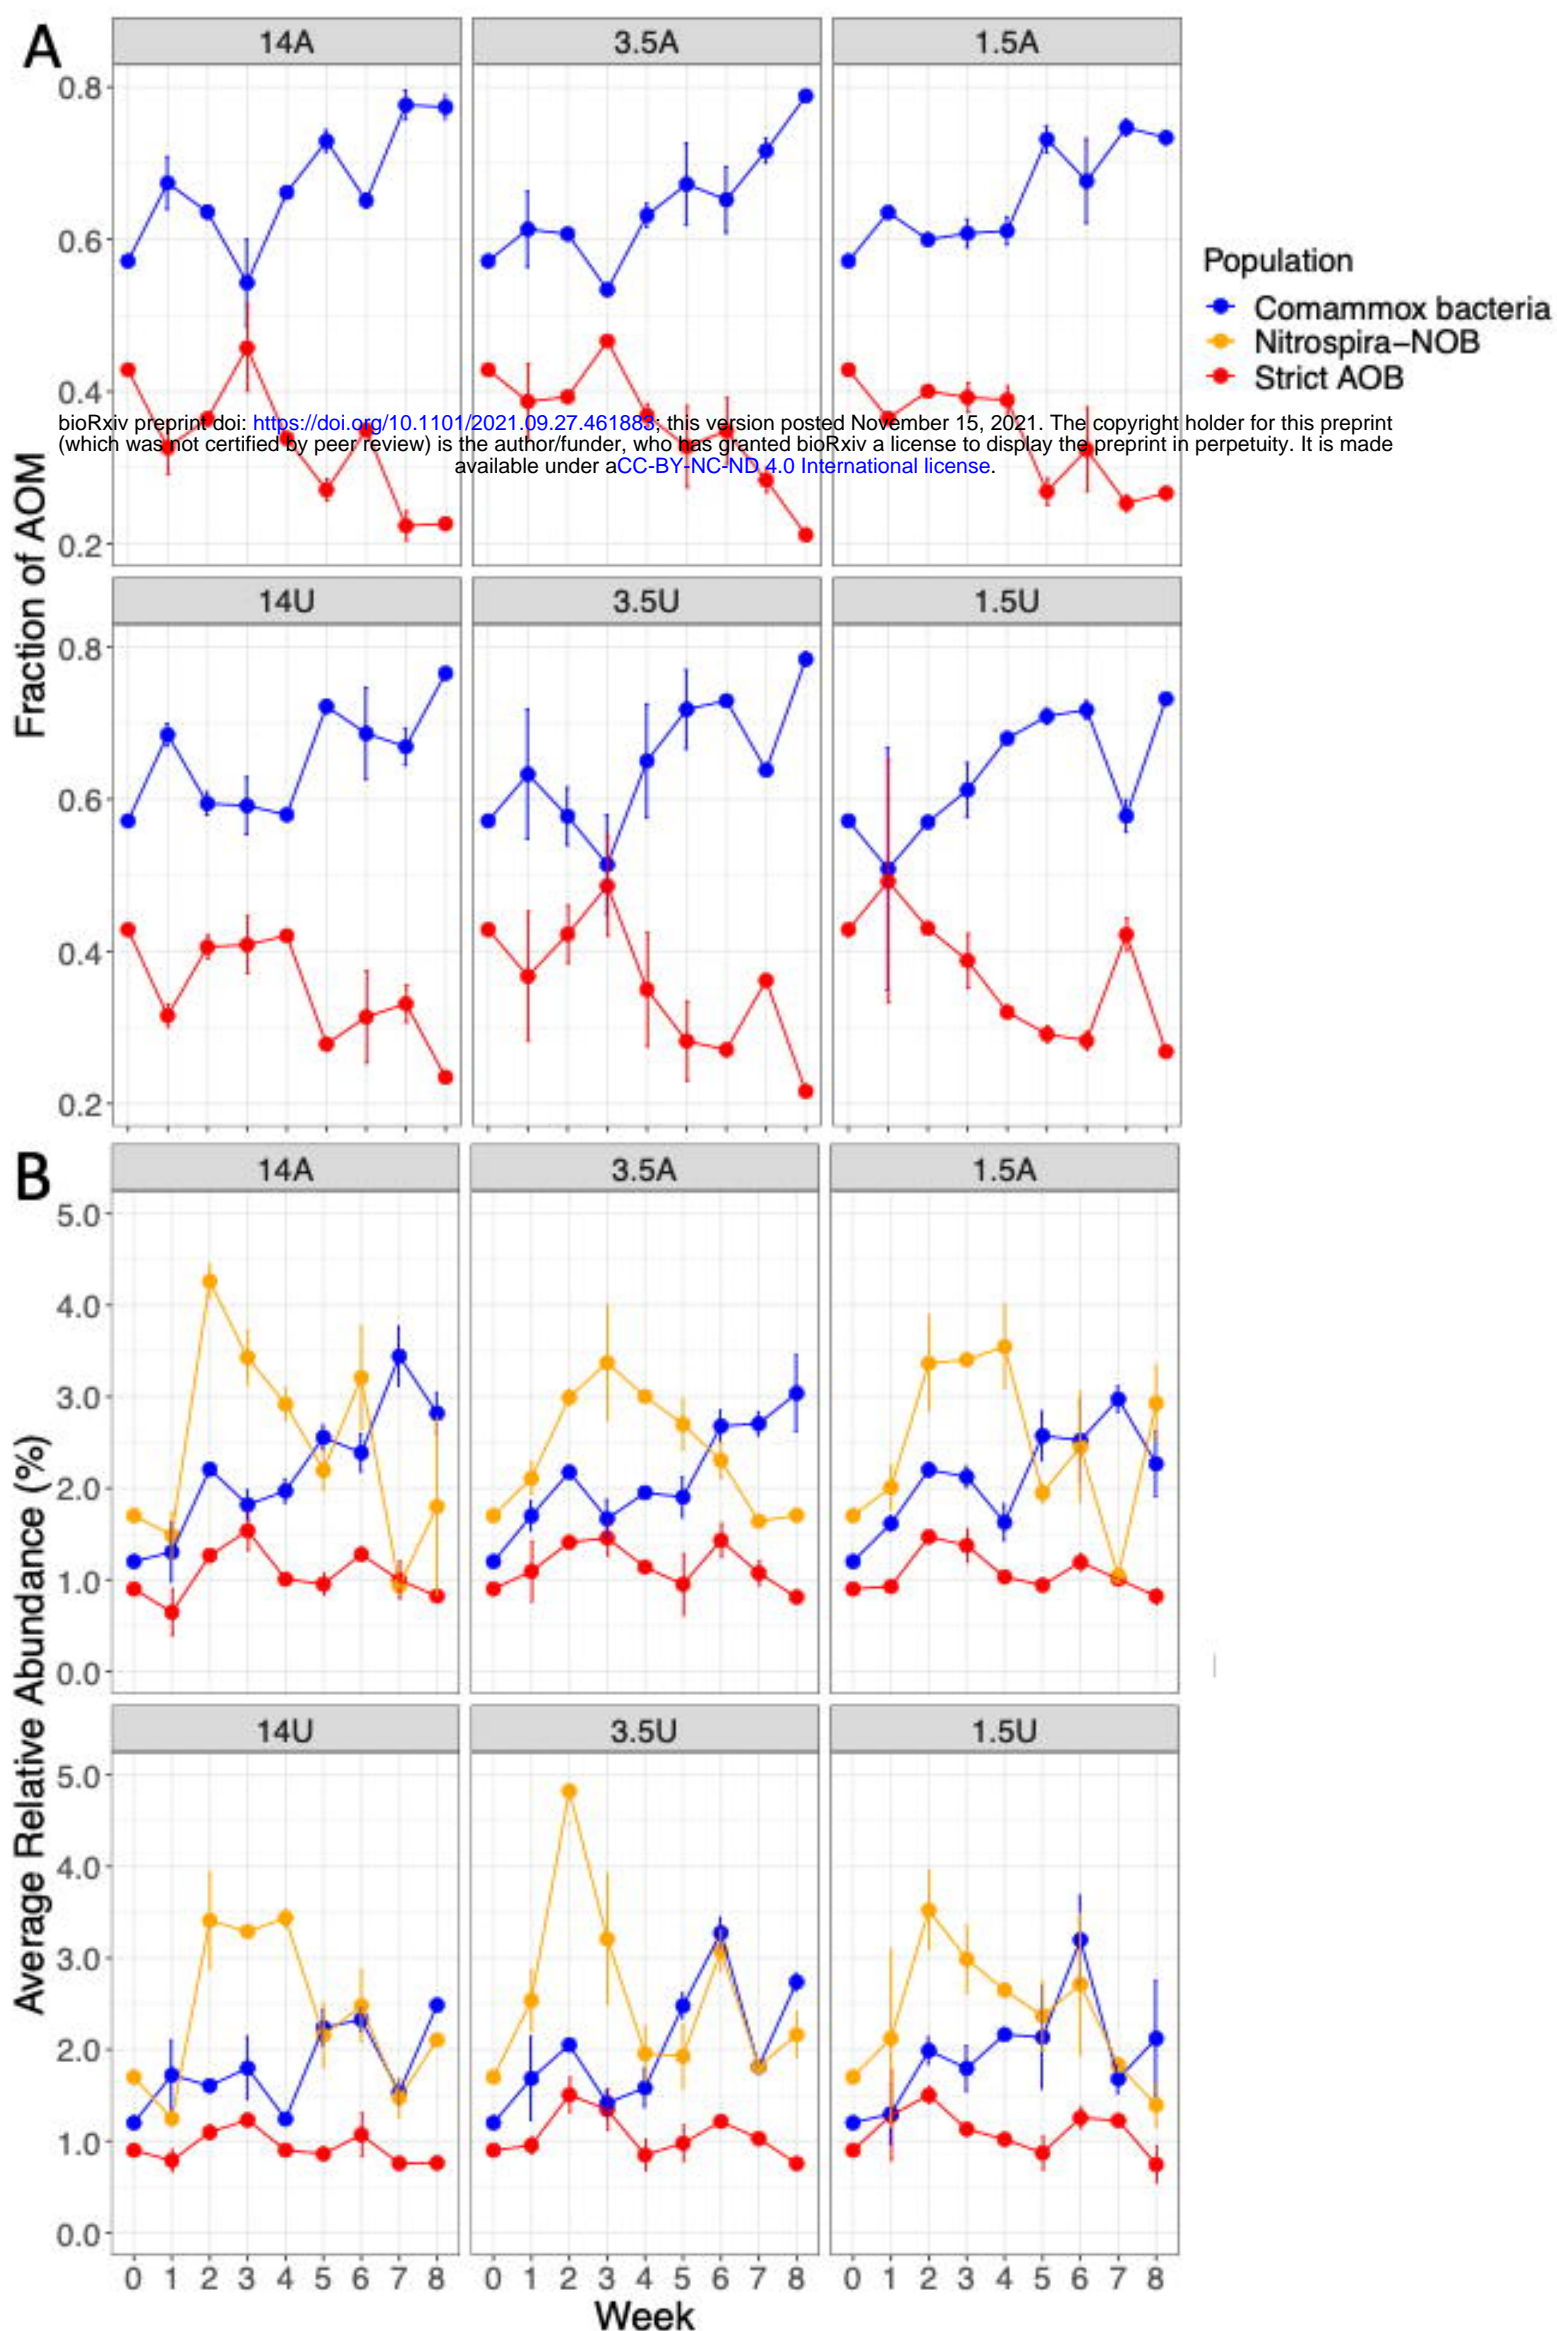 A
14A 3.5A 1.5A
0.8
0.6
0.4
0.2
Population
Comammox bacteria
Nitrospira–NOB
Strict AOB
bioRxiv preprint doi: https://doi.org/10.1101/2021.09.27.461883; this version posted November 15, 2021. The copyright holder for this preprint
(which was not certified by peer review) is the author/funder, who has granted bioRxiv a license to display the preprint in perpetuity. It is made
available under aCC-BY-NC-ND 4.0 International license.
Fraction of AOM
14U 3.5U 1.5U
0.8
0.6
0.4
0.2
B
14A 3.5A 1.5A
5.0
4.0
3.0
2.0
1.0
0.0
Average Relative Abundance (%)
14U 3.5U 1.5U
5.0
4.0
3.0
2.0
1.0
0.0
0 1 2 3 4 5 6 7 8 0 1 2 3 4 5 6 7 8 0 1 2 3 4 5 6 7 8
Week